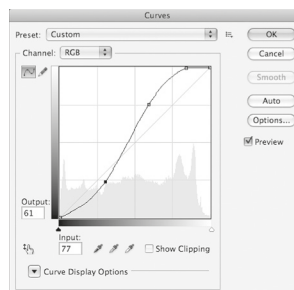 Curves
Preset: Custom
OK
Channel: RGB
Cancel
Smooth
Auto
Options...
Preview
Output:
61
Input:
77
Show Clipping
Curve Display Options